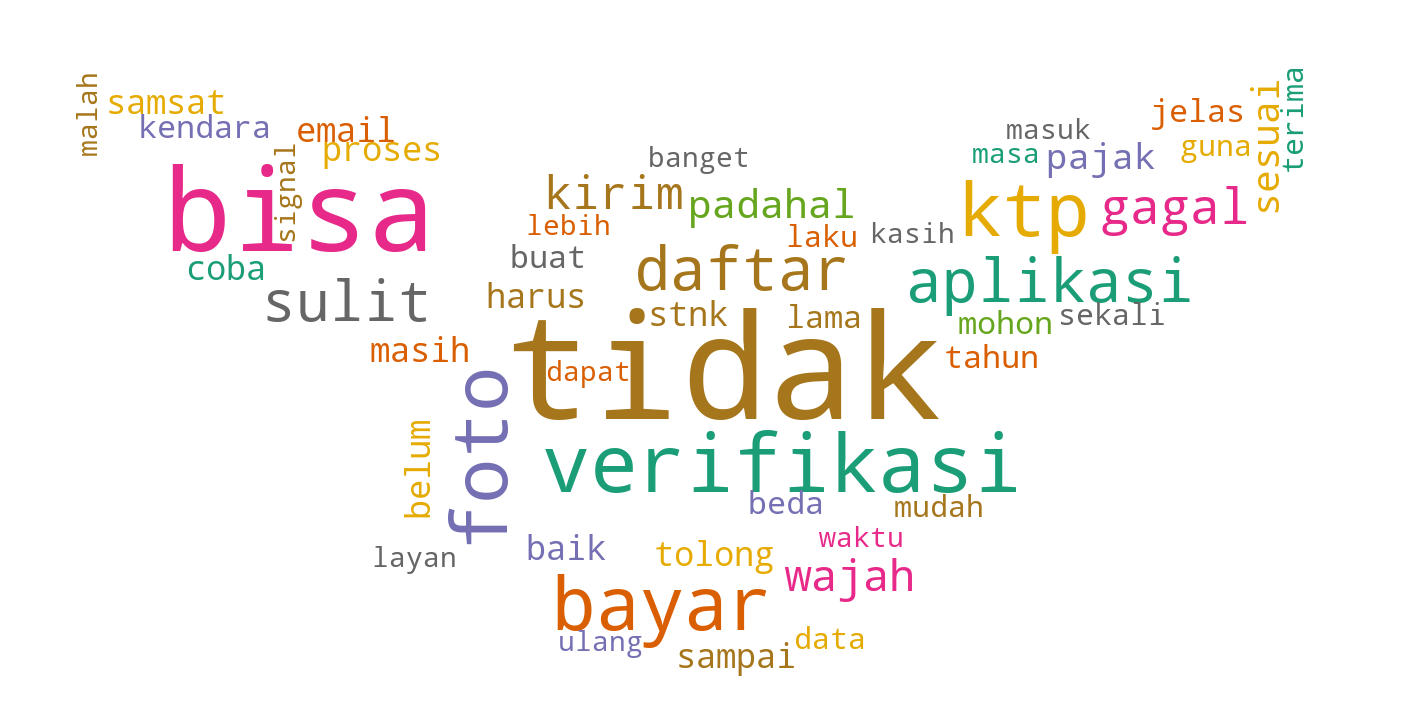 malah
samsat
kendara
email
proses
signal
bisa
coba
sulit
masih
banget
kirim
padahal
lebih
laku
kasih
buat
daftar
harus
stnk
lama
tidak
dapat
masuk
masa
pajak
jelas
guna
sesuai
terima
ktp
gagal
aplikasi
mohon
sekali
tahun
foto
belum
verifikasi
beda
mudah
layan
baik
tolong
waktu
wajah
bayar
ulang
data
sampai